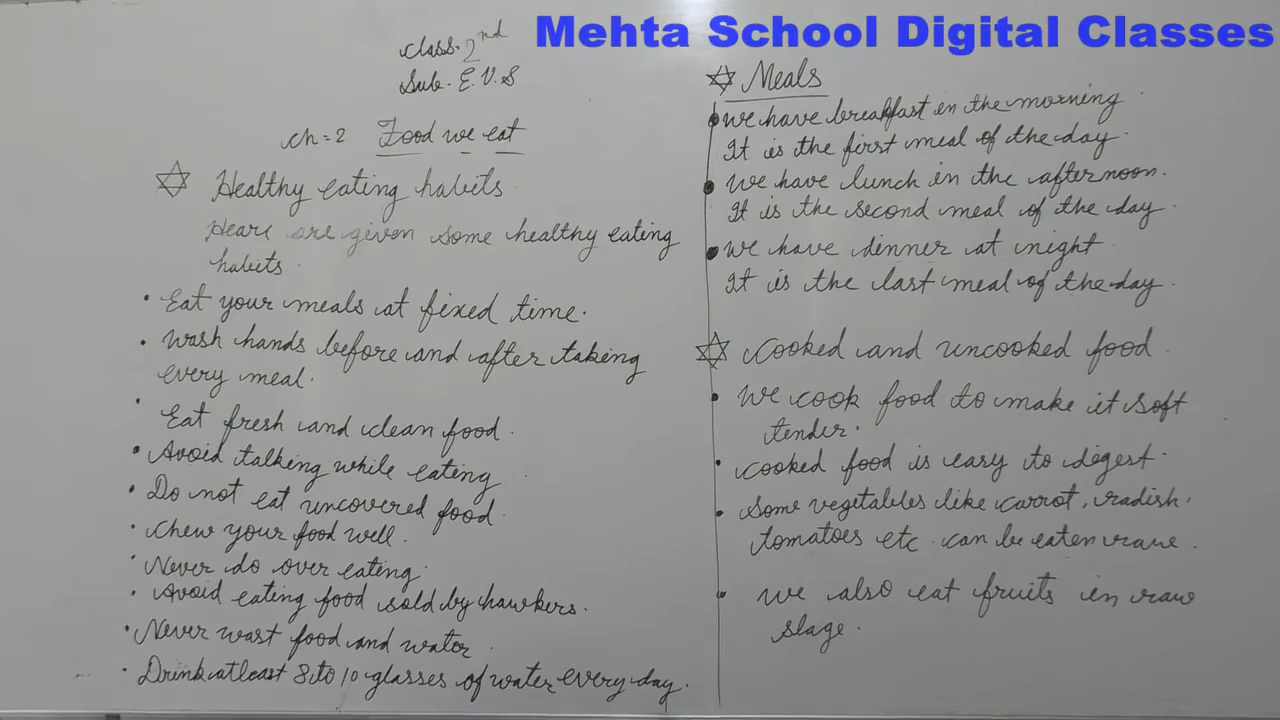 Mehta School Digital Classes
Class. 2nd
Sub. E.V.S
Ch=2 Food we eat
Healthy eating habits
Heare are given some healthy eating
habits.
• Eat your meals at fixed time.
• Wash hands before and after taking
every meal.
• Eat fresh and clean food.
• Avoid talking while eating
• Do not eat uncovered food.
• Chew your food well.
• Never do over eating.
• Avoid eating food sold by hawkers.
• Never wast food and water.
• Drink atleast 8 to 10 glasses of water every day.
Meals
• we have breakfast in the morning
It is the first meal of the day.
• We have lunch in the afternoon.
It is the second meal of the day.
• we have dinner at night
It is the last meal of the day.
Cooked and uncooked food.
• We cook food to make it soft
tender.
• cooked food is easy to digest.
• Some vegetables like carrot, radish,
tomatoes etc. can be eaten raw.
• we also eat fruits in raw
stage.